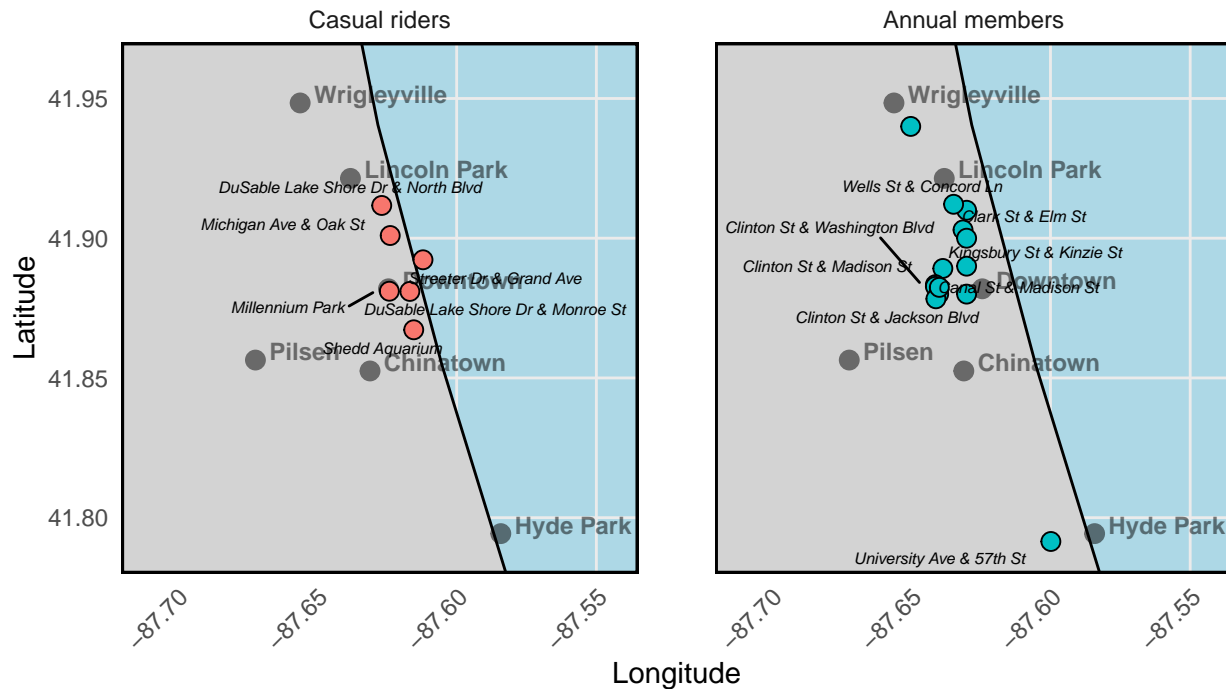 Casual riders
Annual members
Latitude
41.95
41.90
41.85
41.80
Wrigleyville
Lincoln Park
DuSable Lake Shore Dr & North Blvd
Michigan Ave & Oak St
Streeter Dr & Grand Ave
Downtown
Millennium Park
DuSable Lake Shore Dr & Monroe St
Shedd Aquarium
Pilsen
Chinatown
Hyde Park
−87.70
−87.65
−87.60
−87.55
Wrigleyville
Lincoln Park
Wells St & Concord Ln
Clark St & Elm St
Clinton St & Washington Blvd
Kingsbury St & Kinzie St
Clinton St & Madison St
Downtown
Canal St & Madison St
Clinton St & Jackson Blvd
Pilsen
Chinatown
Hyde Park
University Ave & 57th St
−87.70
−87.65
−87.60
−87.55
Longitude